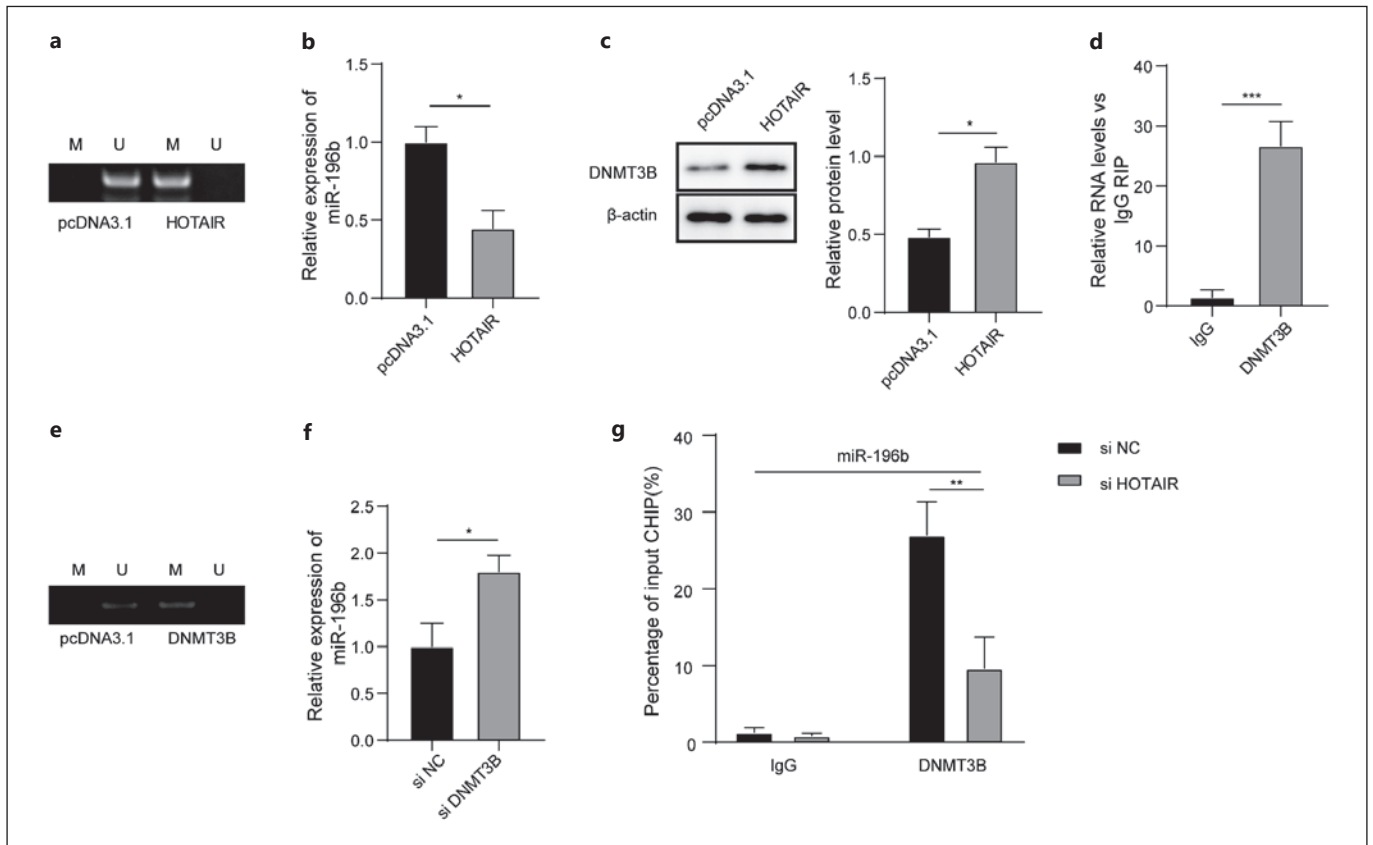 a
M U M U
pcDNA3.1 HOTAIR
b
Relative expression of
miR-196b
1.5
1.0
0.5
0.0
*
pcDNA3.1
HOTAIR
c
pcDNA3.1
HOTAIR
DNMT3B
β-actin
Relative protein level
1.5
1.0
0.5
0.0
*
pcDNA3.1
HOTAIR
d
Relative RNA levels vs
IgG RIP
40
30
20
10
0
***
IgG
DNMT3B
e
M U M U
pcDNA3.1 DNMT3B
f
Relative expression of
miR-196b
2.5
2.0
1.5
1.0
0.5
0.0
*
si NC
si DNMT3B
g
Percentage of input CHIP(%)
40
30
20
10
0
miR-196b
**
IgG
DNMT3B
si NC
si HOTAIR